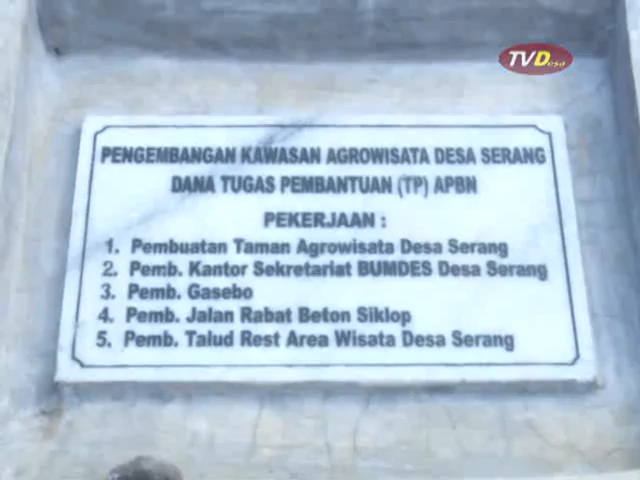 TVDesa
PENGEMBANGAN KAWASAN AGROWISATA DESA SERANG
DANA TUGAS PEMBANTUAN (TP) APBN
PEKERJAAN :
1. Pembuatan Taman Agrowisata Desa Serang
2. Pemb. Kantor Sekretariat BUMDES Desa Serang
3. Pemb. Gasebo
4. Pemb. Jalan Rabat Beton Siklop
5. Pemb. Talud Rest Area Wisata Desa Serang